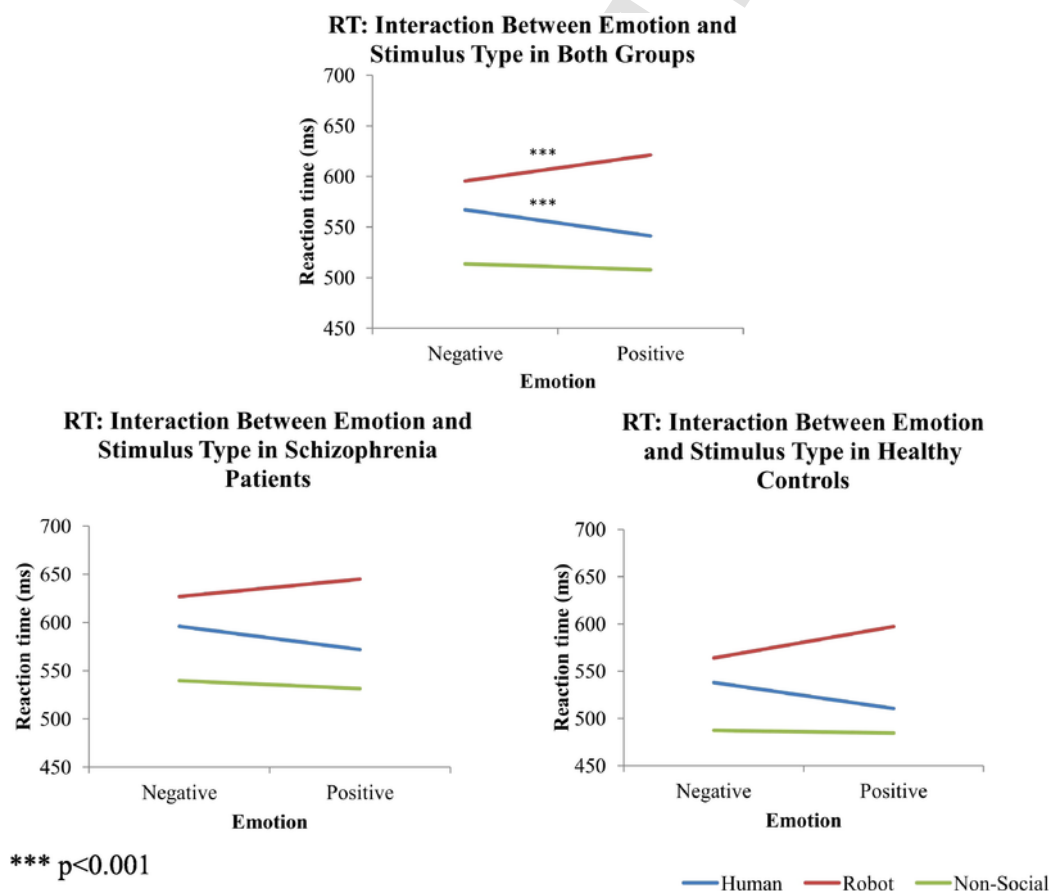 RT: Interaction Between Emotion and
Stimulus Type in Both Groups
700
650
600
550
500
450
Reaction time (ms)
***
***
Negative
Positive
Emotion
RT: Interaction Between Emotion and
Stimulus Type in Schizophrenia
Patients
700
650
600
550
500
450
Reaction time (ms)
Negative
Positive
Emotion
RT: Interaction Between Emotion
and Stimulus Type in Healthy
Controls
700
650
600
550
500
450
Reaction time (ms)
Negative
Positive
Emotion
*** p<0.001
Human Robot Non-Social